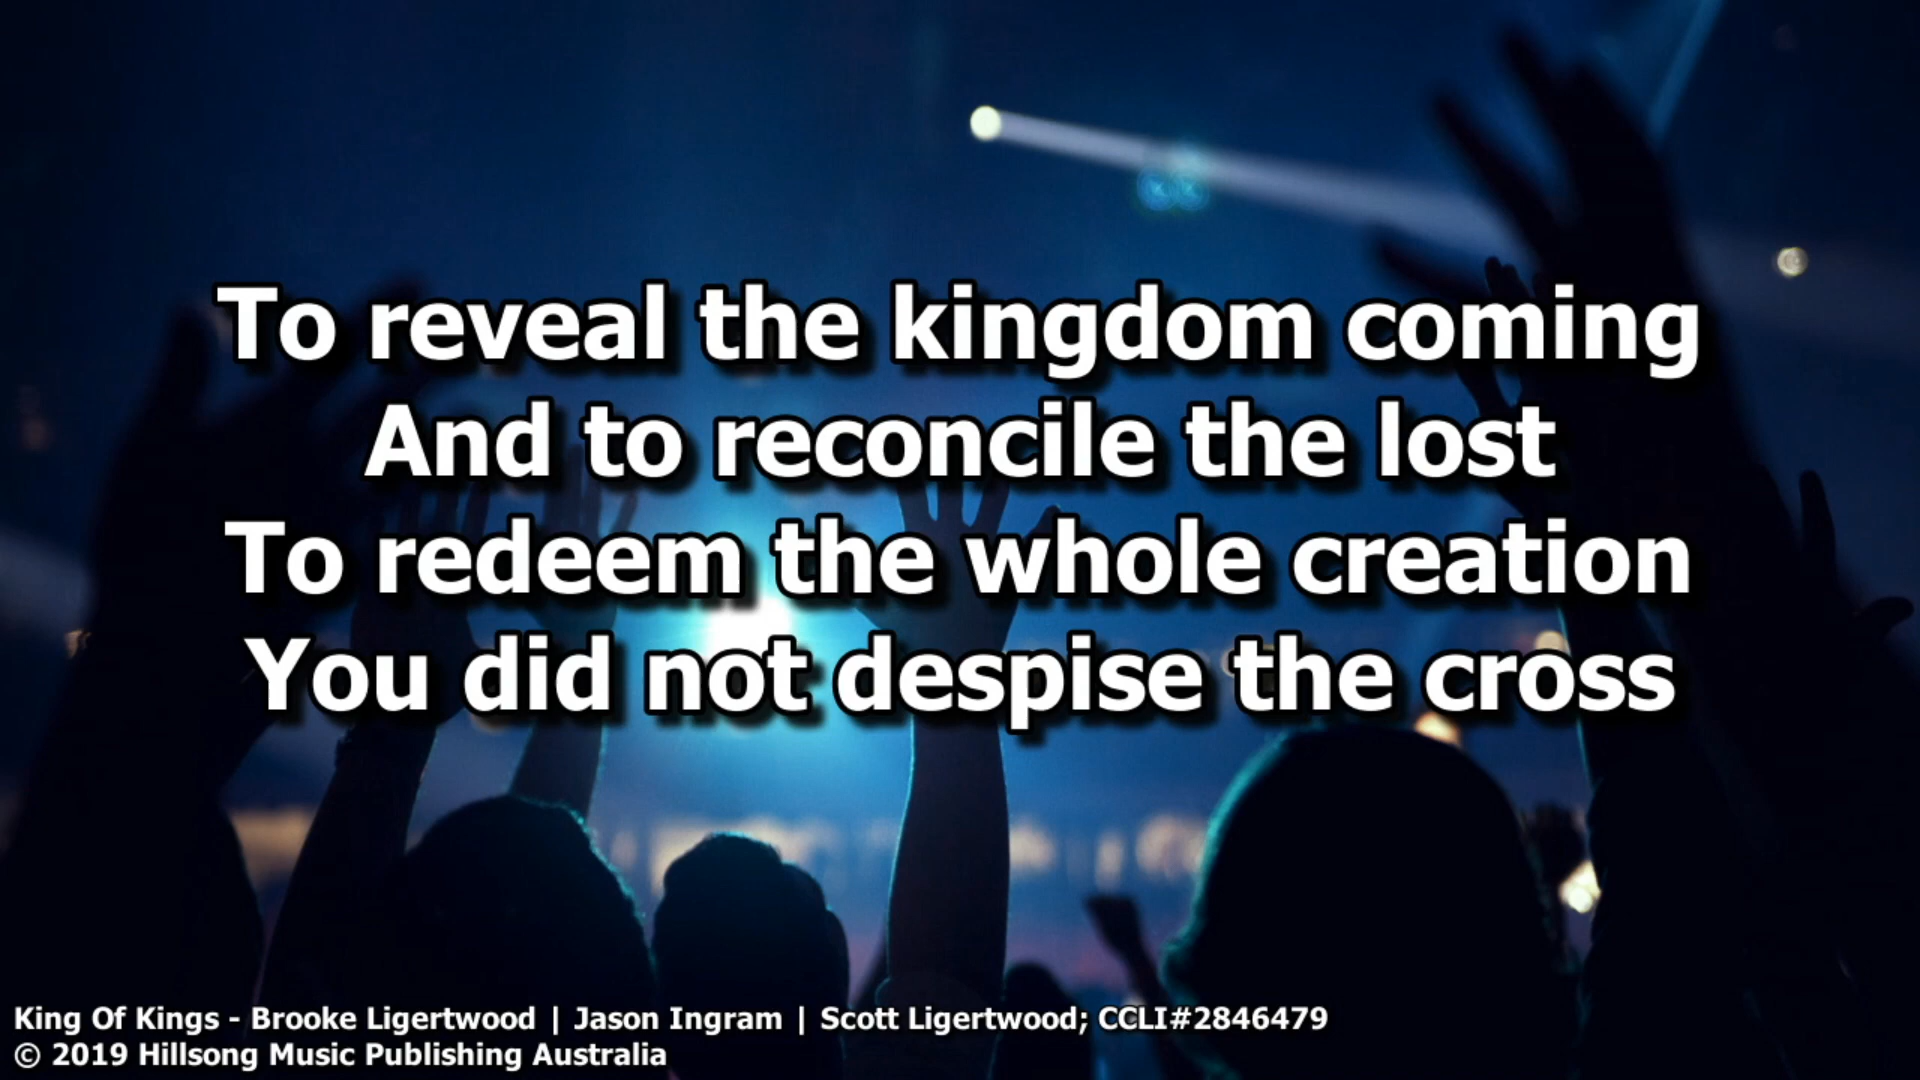 To reveal the kingdom coming
And to reconcile the lost
To redeem the whole creation
You did not despise the cross
King Of Kings - Brooke Ligertwood | Jason Ingram | Scott Ligertwood; CCLI#2846479
© 2019 Hillsong Music Publishing Australia